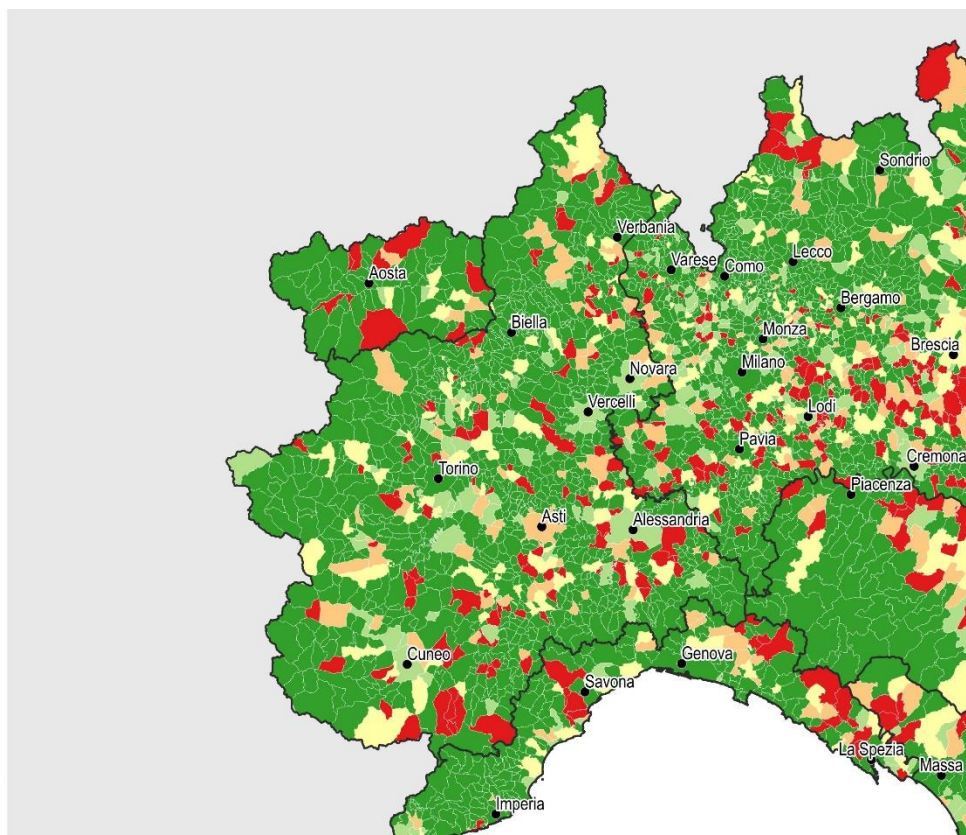 Sondrio
Verbania
Varese
Como
Lecco
Aosta
Bergamo
Biella
Monza
Brescia
Milano
Novara
Vercelli
Lodi
Pavia
Cremona
Torino
Piacenza
Asti
Alessandria
Cuneo
Genova
Savona
La Spezia
Massa
Imperia